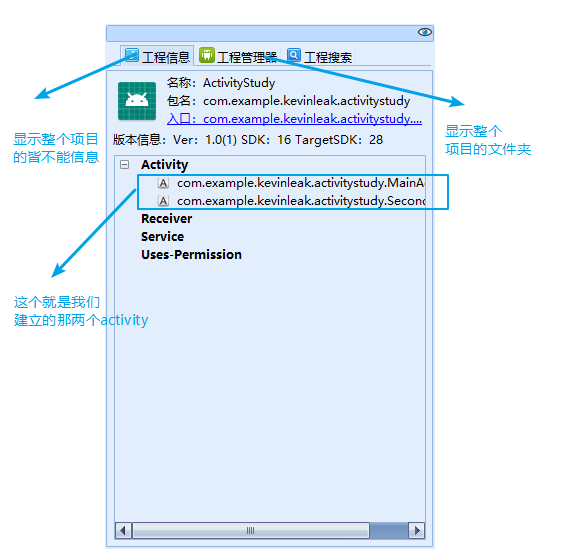 工程信息 工程管理器 工程搜索
名称：ActivityStudy
包名：com.example.kevinleak.activitystudy
入口：com.example.kevinleak.activitystudy....
版本信息：Ver：1.0(1) SDK：16 TargetSDK：28
显示整个项目
的皆不能信息
显示整个
项目的文件夹
Activity
A com.example.kevinleak.activitystudy.MainA
A com.example.kevinleak.activitystudy.Secon
Receiver
Service
Uses-Permission
这个就是我们
建立的那两个activity